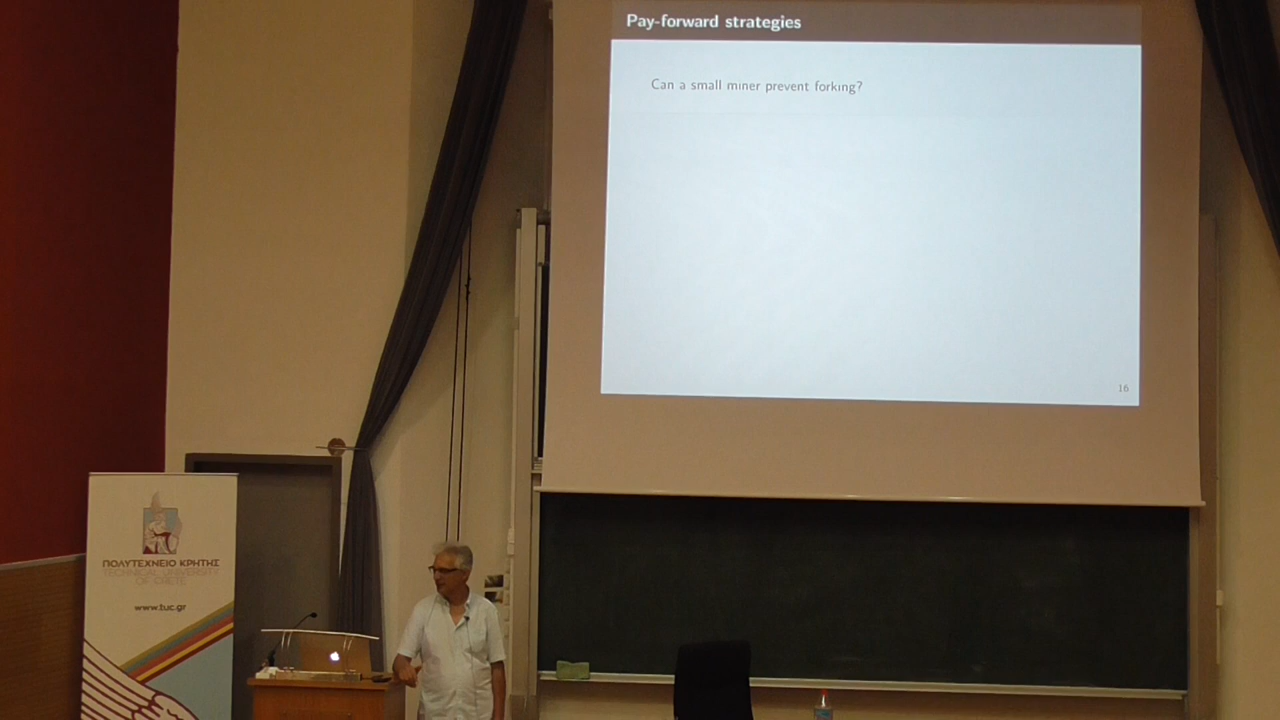 Pay-forward strategies
Can a small miner prevent forking?
16
ΠΟΛΥΤΕΧΝΕΙΟ ΚΡΗΤΗΣ
TECHNICAL UNIVERSITY
OF CRETE
www.tuc.gr